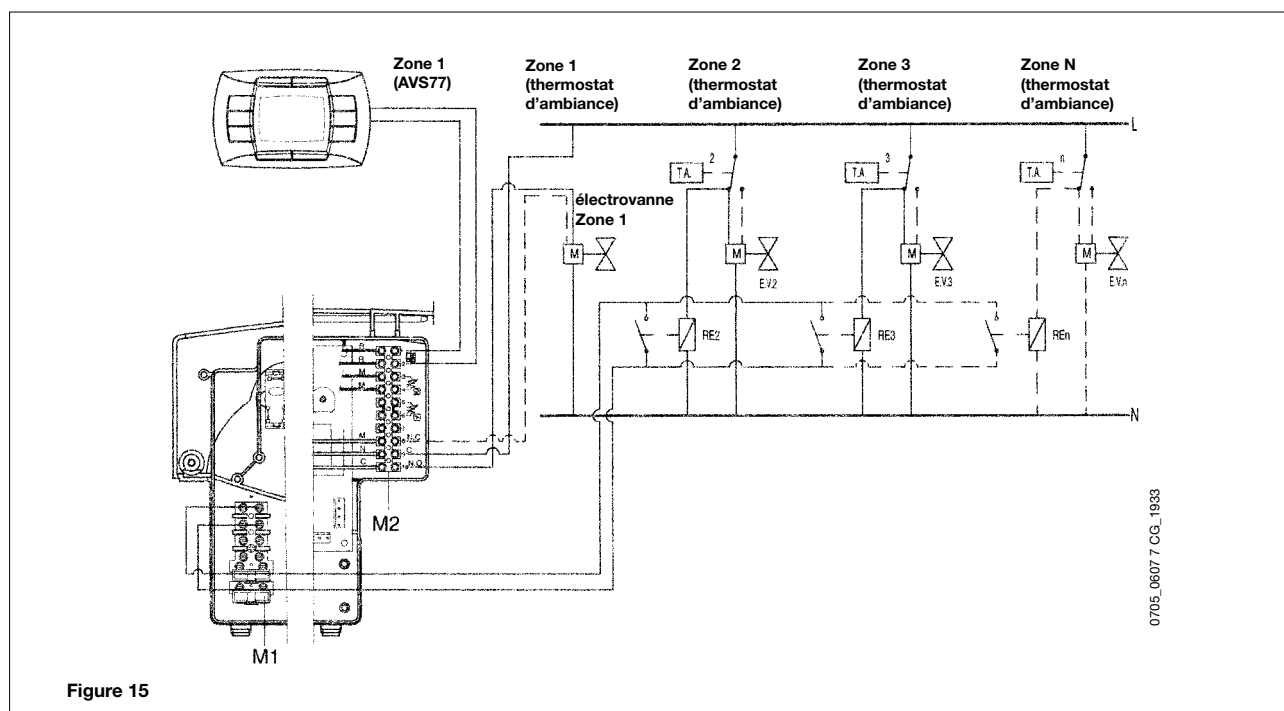 Zone 1
(AVS77)
Zone 1
(thermostat
d’ambiance)
Zone 2
(thermostat
d’ambiance)
Zone 3
(thermostat
d’ambiance)
Zone N
(thermostat
d’ambiance)
L
2
T.A.
3
T.A.
n
T.A.
électrovanne
Zone 1
M
M
E.V.2
M
E.V.3
M
E.V.n
RE2
RE3
REn
R
R
M
M
M
N
C
N.C
C
N.O
N
M2
M1
0705_0607 7 CG_1933
Figure 15